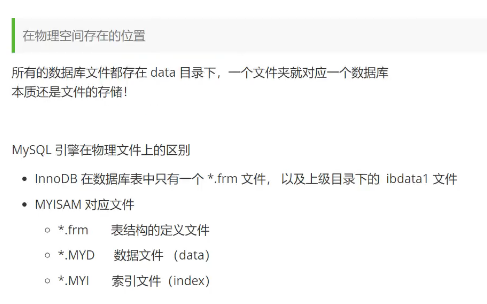 在物理空间存在的位置
所有的数据库文件都存在 data 目录下，一个文件夹就对应一个数据库
本质还是文件的存储！
MySQL 引擎在物理文件上的区别
InnoDB 在数据库表中只有一个 *.frm 文件， 以及上级目录下的 ibdata1 文件
MYISAM 对应文件
*.frm 表结构的定义文件
*.MYD 数据文件 （data）
*.MYI 索引文件（index）